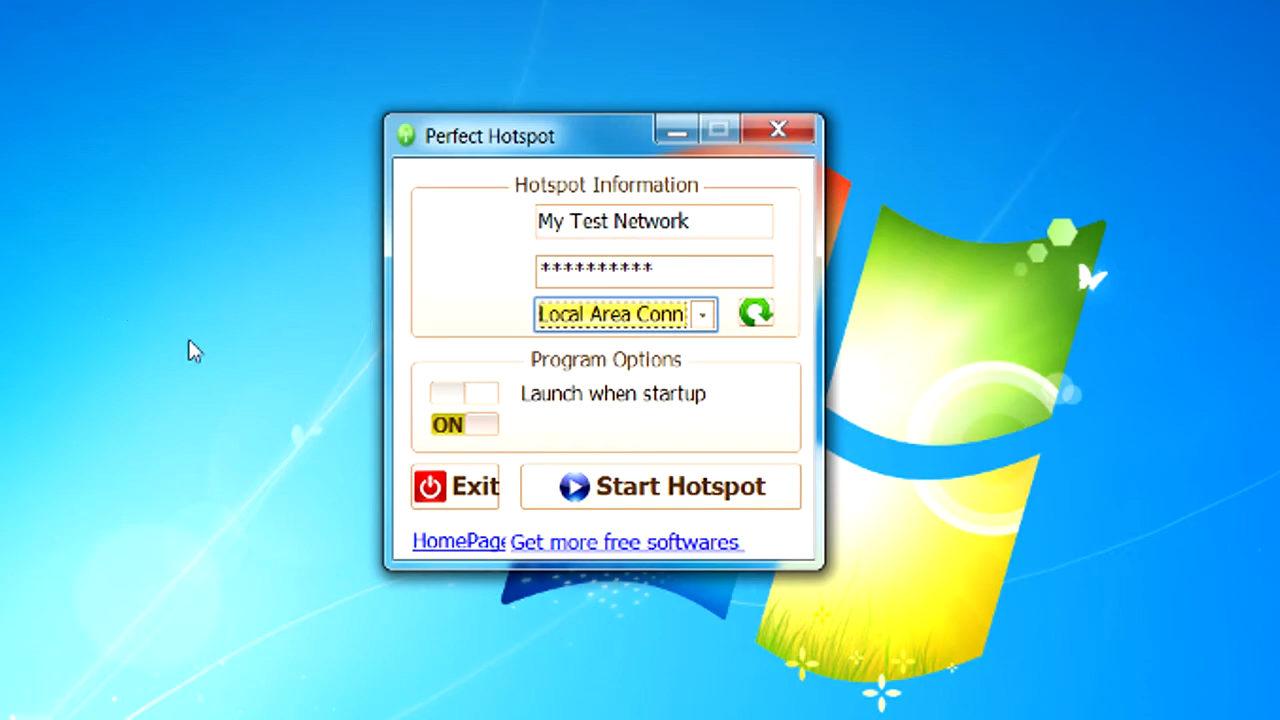 Perfect Hotspot
Hotspot Information
My Test Network
**********
Local Area Conn
Program Options
Launch when startup
ON
Exit
Start Hotspot
HomePage
Get more free softwares